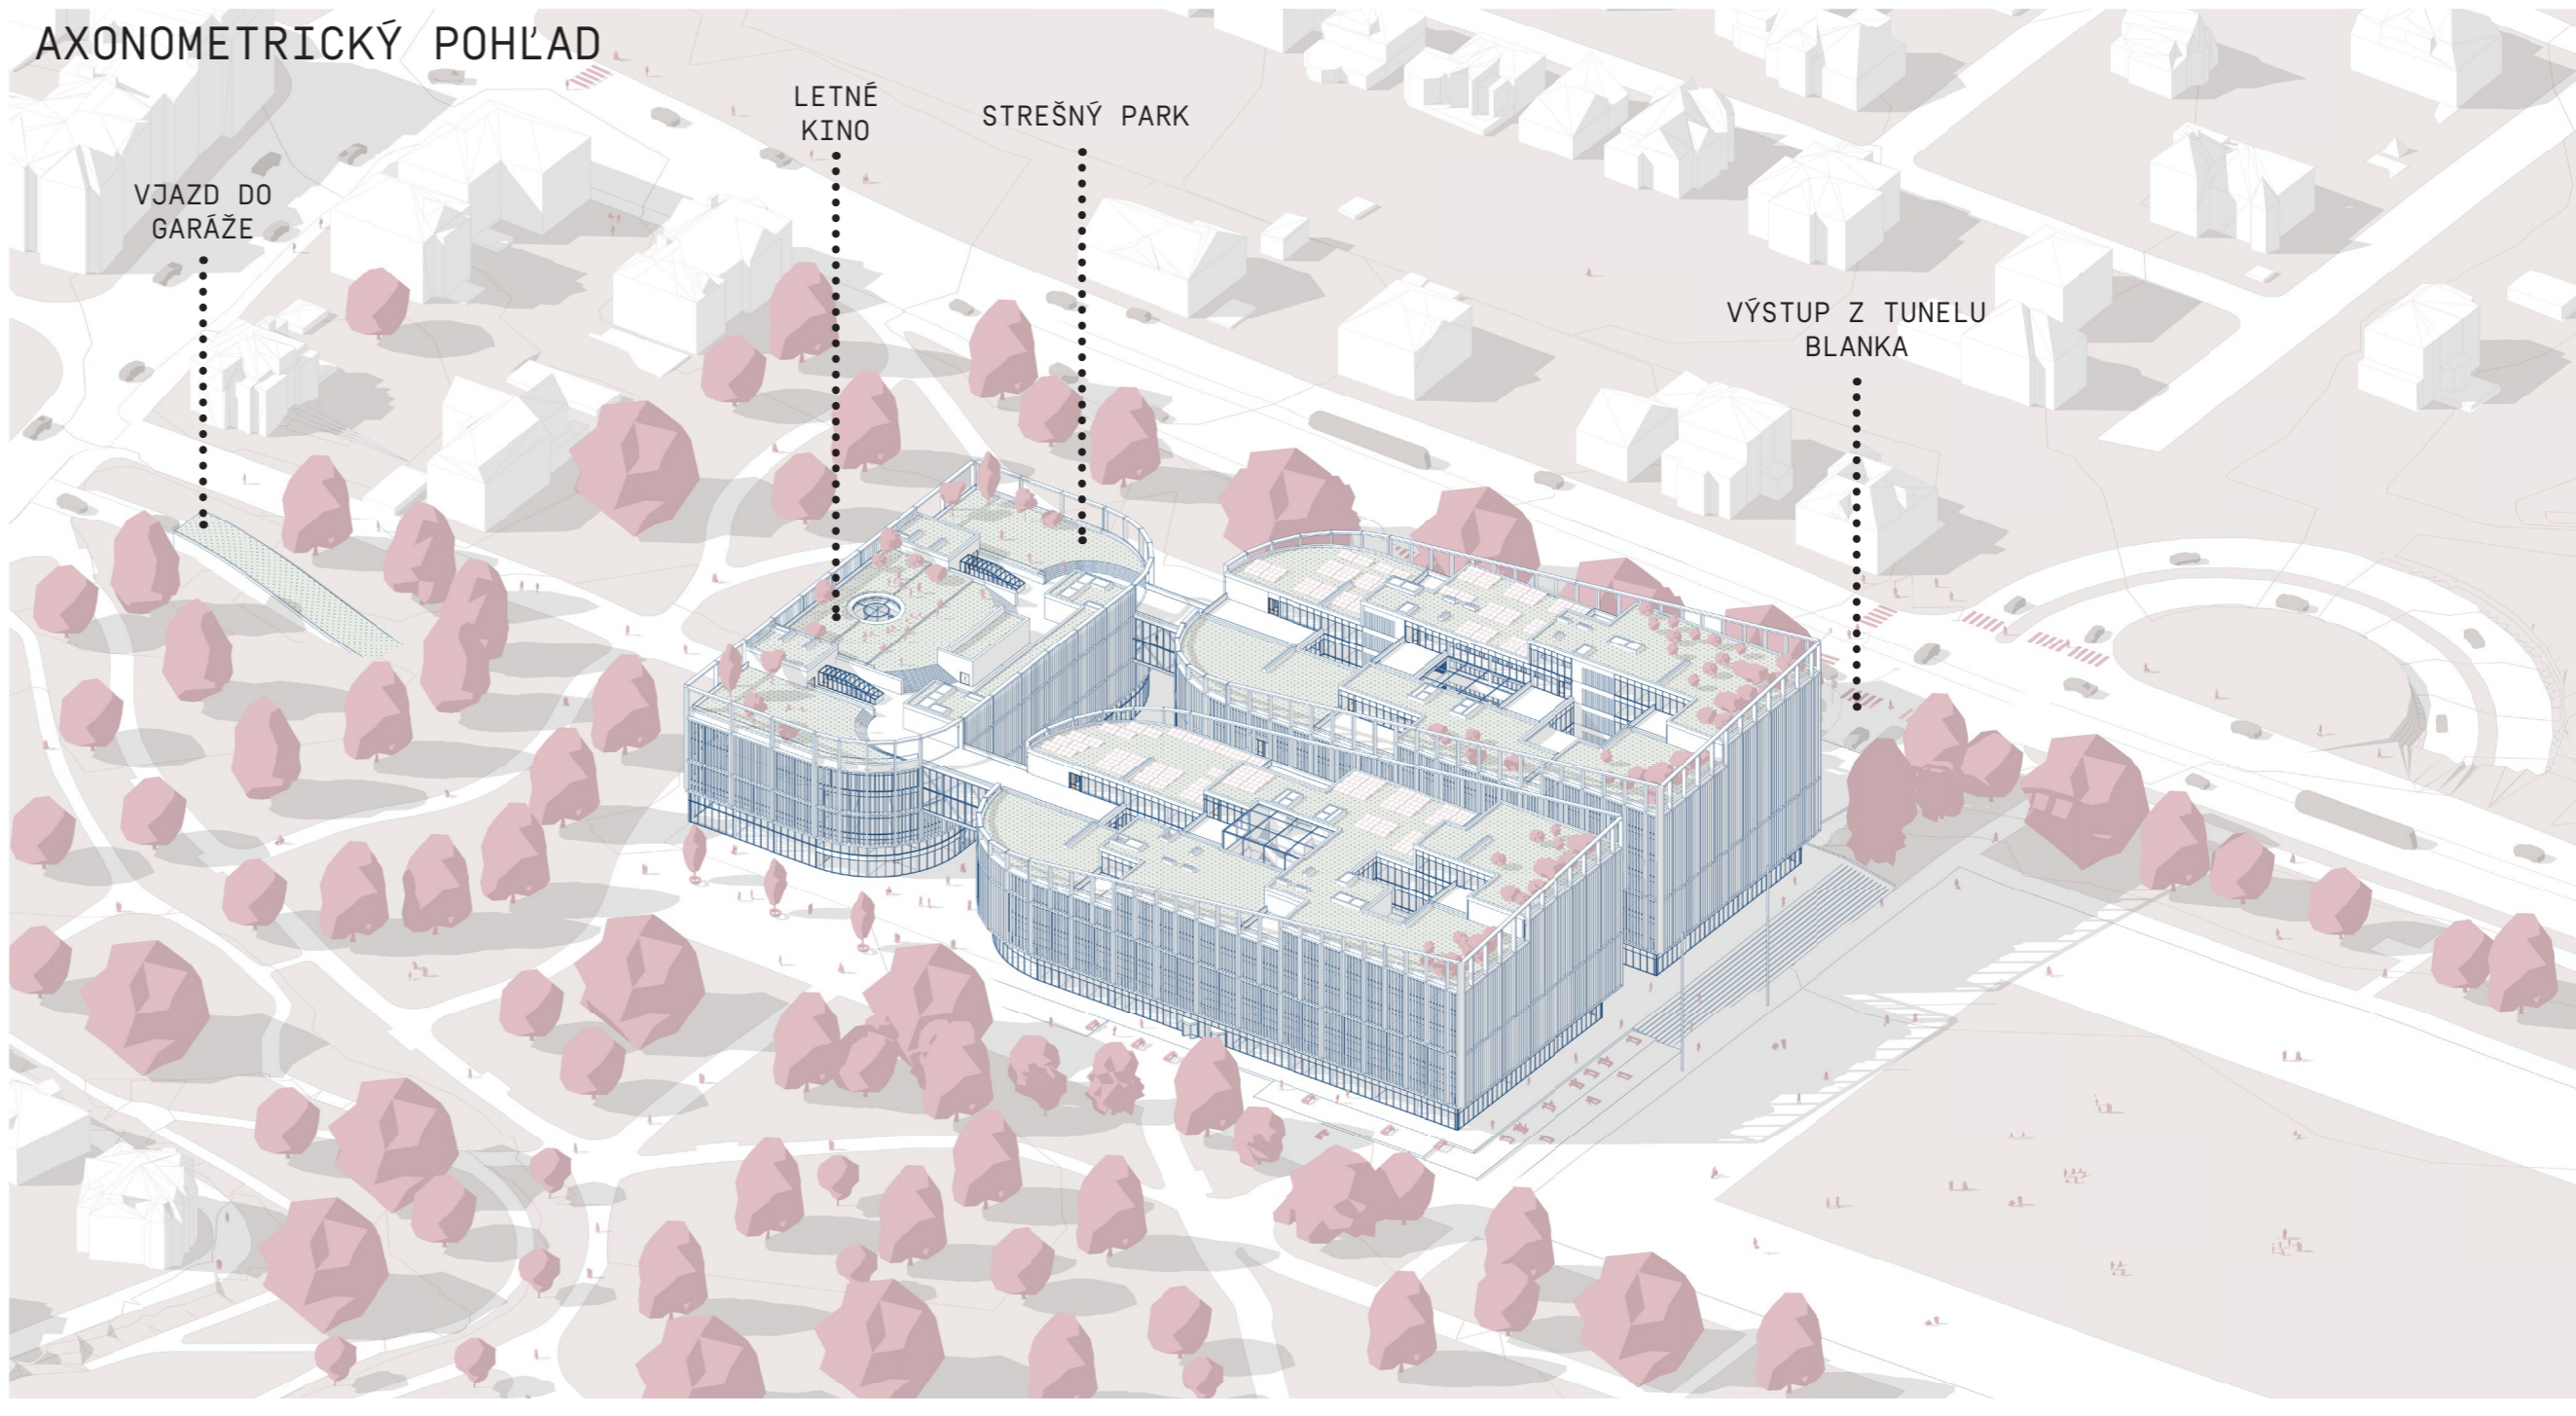 AXONOMETRICKÝ POHĽAD
LETNÉ
KINO
STREŠNÝ PARK
VJAZD DO
GARÁŽE
VÝSTUP Z TUNELU
BLANKA